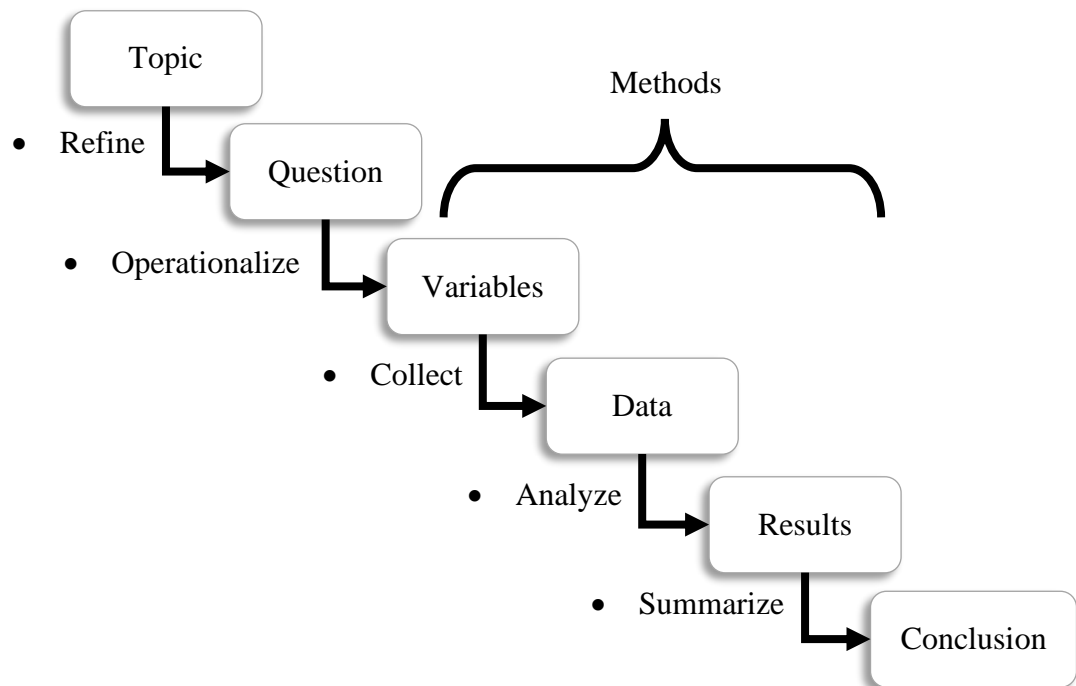 Topic
Methods
• Refine
Question
• Operationalize
Variables
• Collect
Data
• Analyze
Results
• Summarize
Conclusion